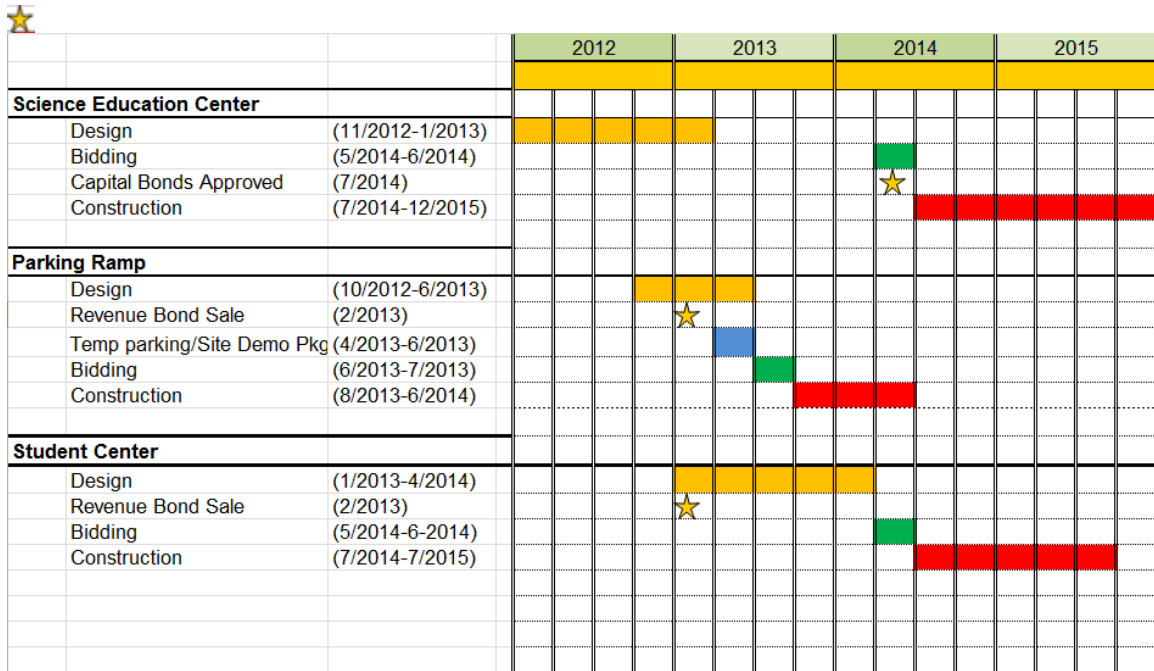 2012 2013 2014 2015
Science Education Center
Design (11/2012-1/2013)
Bidding (5/2014-6/2014)
Capital Bonds Approved (7/2014)
Construction (7/2014-12/2015)
Parking Ramp
Design (10/2012-6/2013)
Revenue Bond Sale (2/2013)
Temp parking/Site Demo Pkg (4/2013-6/2013)
Bidding (6/2013-7/2013)
Construction (8/2013-6/2014)
Student Center
Design (1/2013-4/2014)
Revenue Bond Sale (2/2013)
Bidding (5/2014-6-2014)
Construction (7/2014-7/2015)